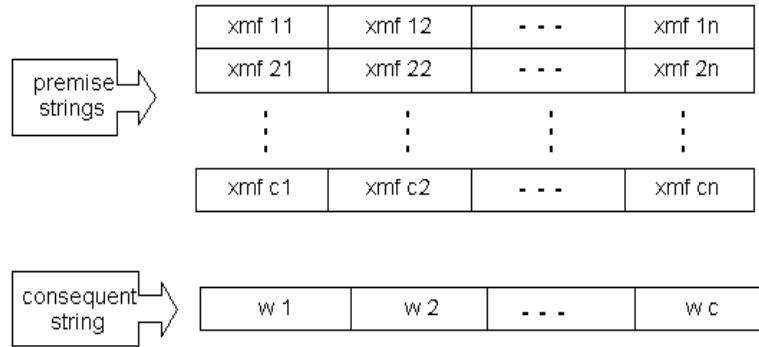 xmf 11 xmf 12 - - - xmf 1n
premise strings
xmf 21 xmf 22 - - - xmf 2n
xmf c1 xmf c2 - - - xmf cn
consequent string
w 1 w 2 - - - w c